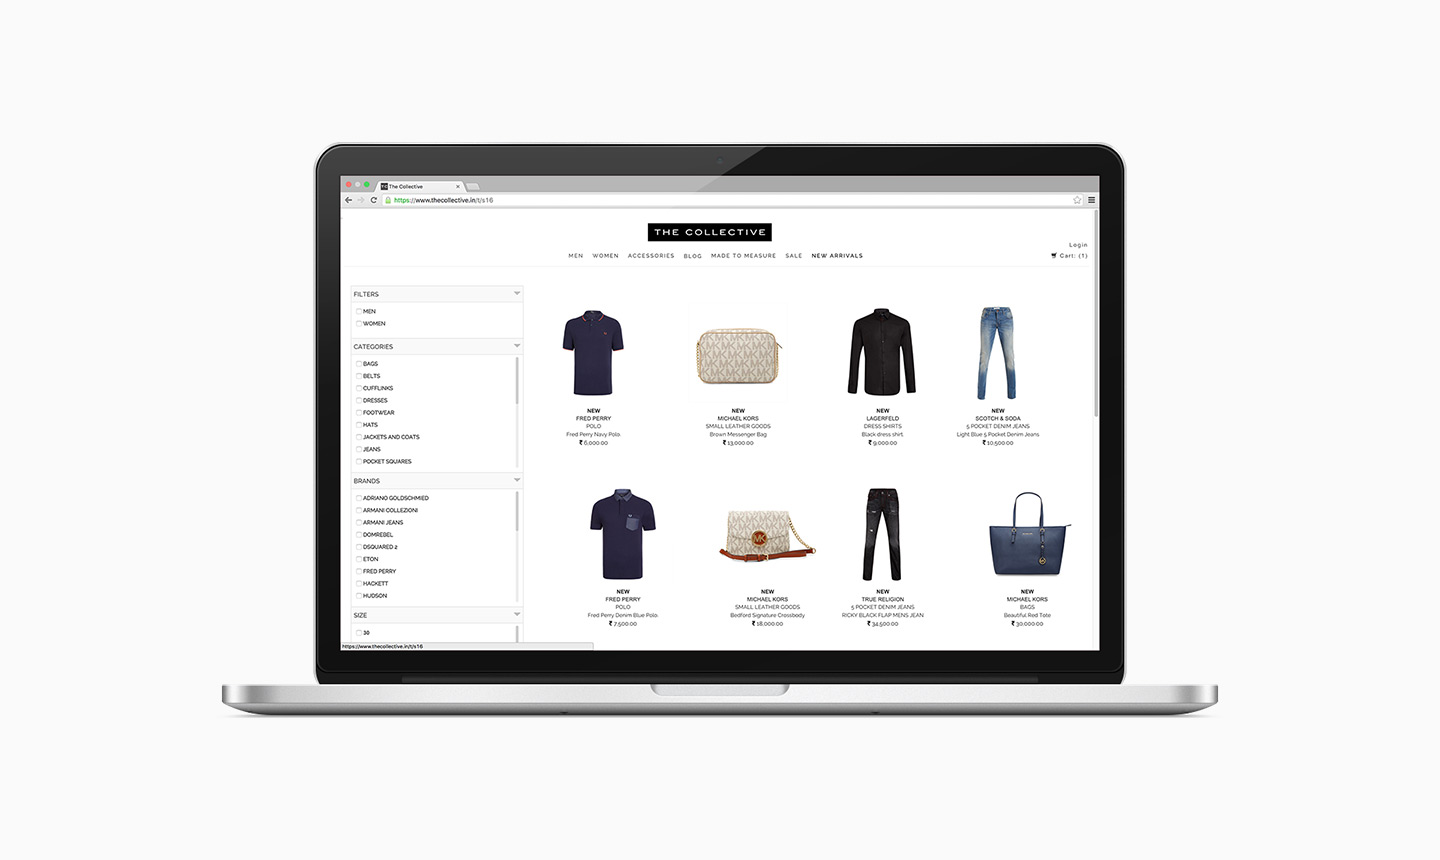 The Collective
https://www.thecollective.in/t/s16
THE COLLECTIVE
Login
MEN WOMEN ACCESSORIES BLOG MADE TO MEASURE SALE NEW ARRIVALS
Cart: (1)
FILTERS
MEN
WOMEN
CATEGORIES
BAGS
BELTS
CUFFLINKS
DRESSES
FOOTWEAR
HATS
JACKETS AND COATS
JEANS
POCKET SQUARES
BRANDS
ADRIANO GOLDSCHMIED
ARMANI COLLEZIONI
ARMANI JEANS
DOMREBEL
DSQUARED 2
ETON
FRED PERRY
HACKETT
HUDSON
SIZE
30
https://www.thecollective.in/t/s16
NEW
FRED PERRY
POLO
Fred Perry Navy Polo
₹ 6,000.00
NEW
MICHAEL KORS
SMALL LEATHER GOODS
Brown Messenger Bag
₹ 13,000.00
NEW
LAGERFELD
DRESS SHIRTS
Black dress shirt
₹ 9,000.00
NEW
SCOTCH & SODA
5 POCKET DENIM JEANS
Light Blue 5 Pocket Denim Jeans
₹ 10,500.00
NEW
FRED PERRY
POLO
Fred Perry Denim Blue Polo
₹ 7,500.00
MK
NEW
MICHAEL KORS
SMALL LEATHER GOODS
Bedford Signature Crossbody
₹ 18,000.00
NEW
TRUE RELIGION
5 POCKET DENIM JEANS
RICKY BLACK FLAP MENS JEAN
₹ 34,500.00
NEW
MICHAEL KORS
BAGS
Beautiful Red Tote
₹ 30,000.00